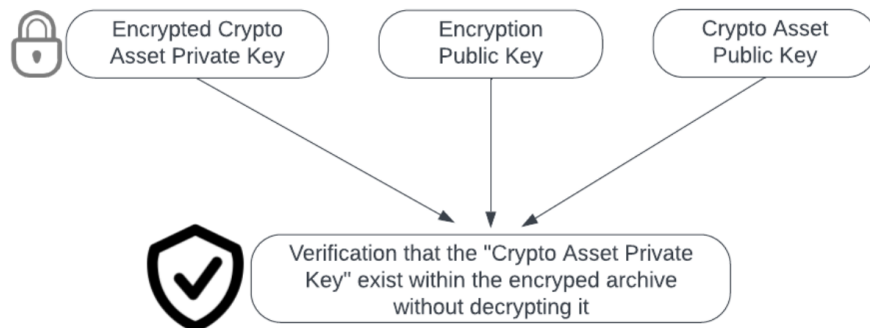 Encrypted Crypto
Asset Private Key
Encryption
Public Key
Crypto Asset
Public Key
Verification that the "Crypto Asset Private
Key" exist within the encryped archive
without decrypting it